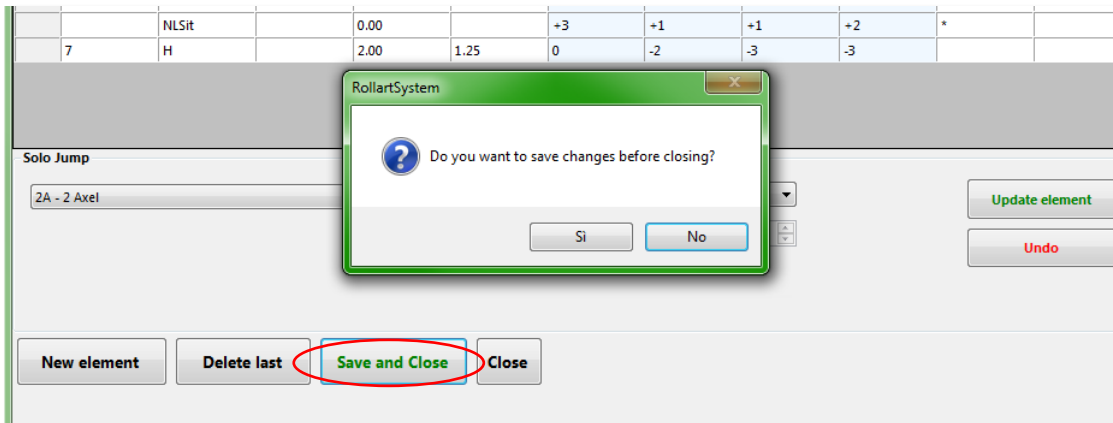 NLSit 0.00 +3 +1 +1 +2 *
7 H 2.00 1.25 0 -2 -3 -3
RollartSystem
Do you want to save changes before closing?
Sì No
Solo Jump
2A - 2 Axel
Update element
Undo
New element Delete last Save and Close Close